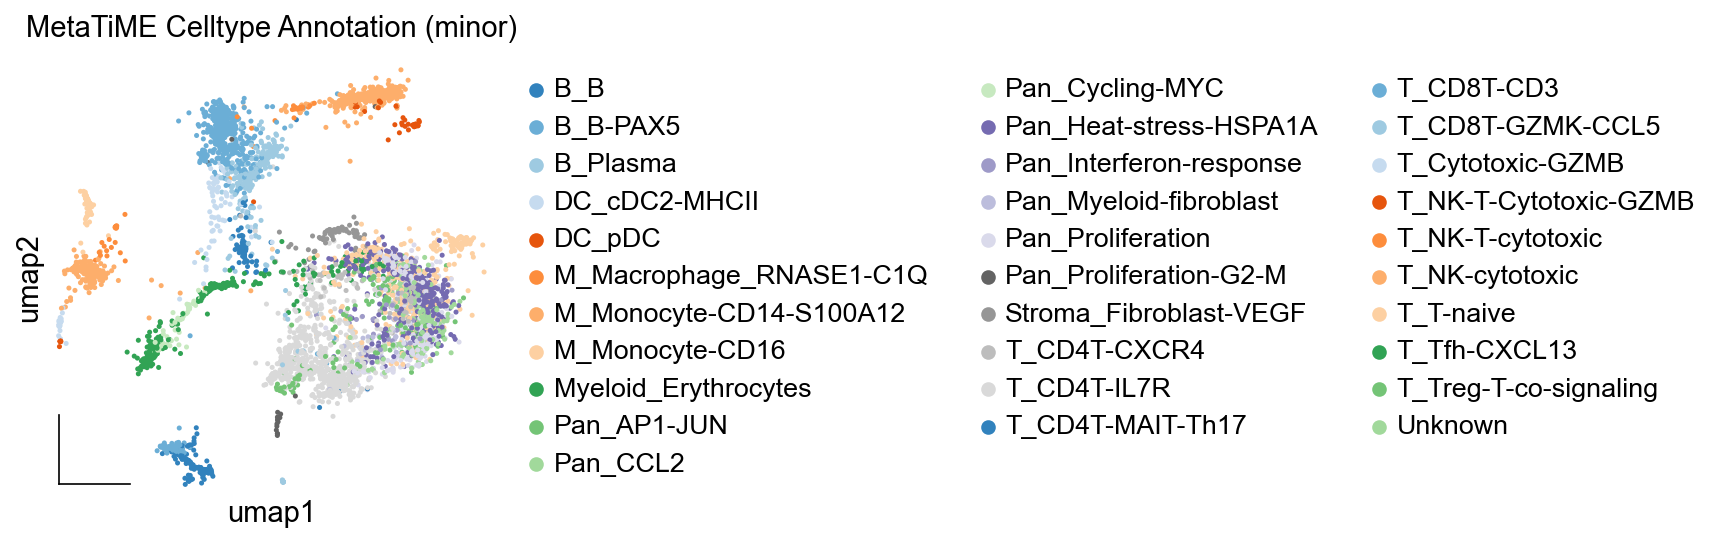 MetaTiME Celltype Annotation (minor)
B_B
B_B-PAX5
B_Plasma
DC_cDC2-MHCII
DC_pDC
M_Macrophage_RNASE1-C1Q
M_Monocyte-CD14-S100A12
M_Monocyte-CD16
Myeloid_Erythrocytes
Pan_AP1-JUN
Pan_CCL2
Pan_Cycling-MYC
Pan_Heat-stress-HSPA1A
Pan_Interferon-response
Pan_Myeloid-fibroblast
Pan_Proliferation
Pan_Proliferation-G2-M
Stroma_Fibroblast-VEGF
T_CD4T-CXCR4
T_CD4T-IL7R
T_CD4T-MAIT-Th17
T_CD8T-CD3
T_CD8T-GZMK-CCL5
T_Cytotoxic-GZMB
T_NK-T-Cytotoxic-GZMB
T_NK-T-cytotoxic
T_NK-cytotoxic
T_T-naive
T_Tfh-CXCL13
T_Treg-T-co-signaling
Unknown
umap2
umap1